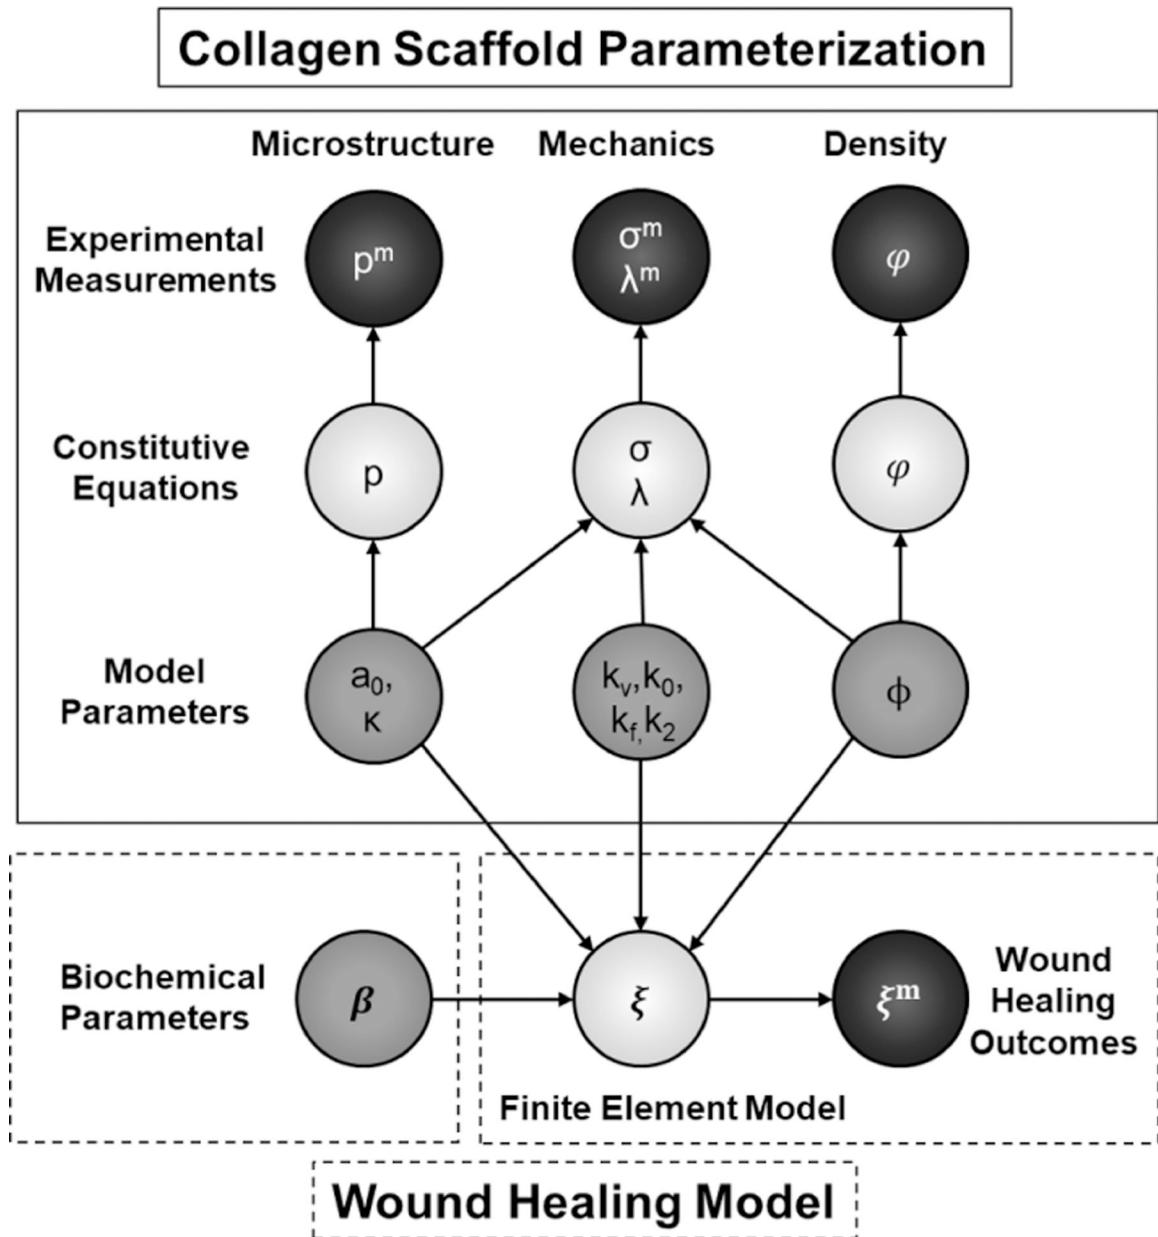 Collagen Scaffold Parameterization
Microstructure Mechanics Density
Experimental
Measurements
pᵐ
σᵐ
λᵐ
φ
Constitutive
Equations
p
σ
λ
φ
Model
Parameters
a₀,
κ
kᵥ,k₀,
k_f,k₂
ϕ
Biochemical
Parameters
β
ξ
ξᵐ
Wound
Healing
Outcomes
Finite Element Model
Wound Healing Model